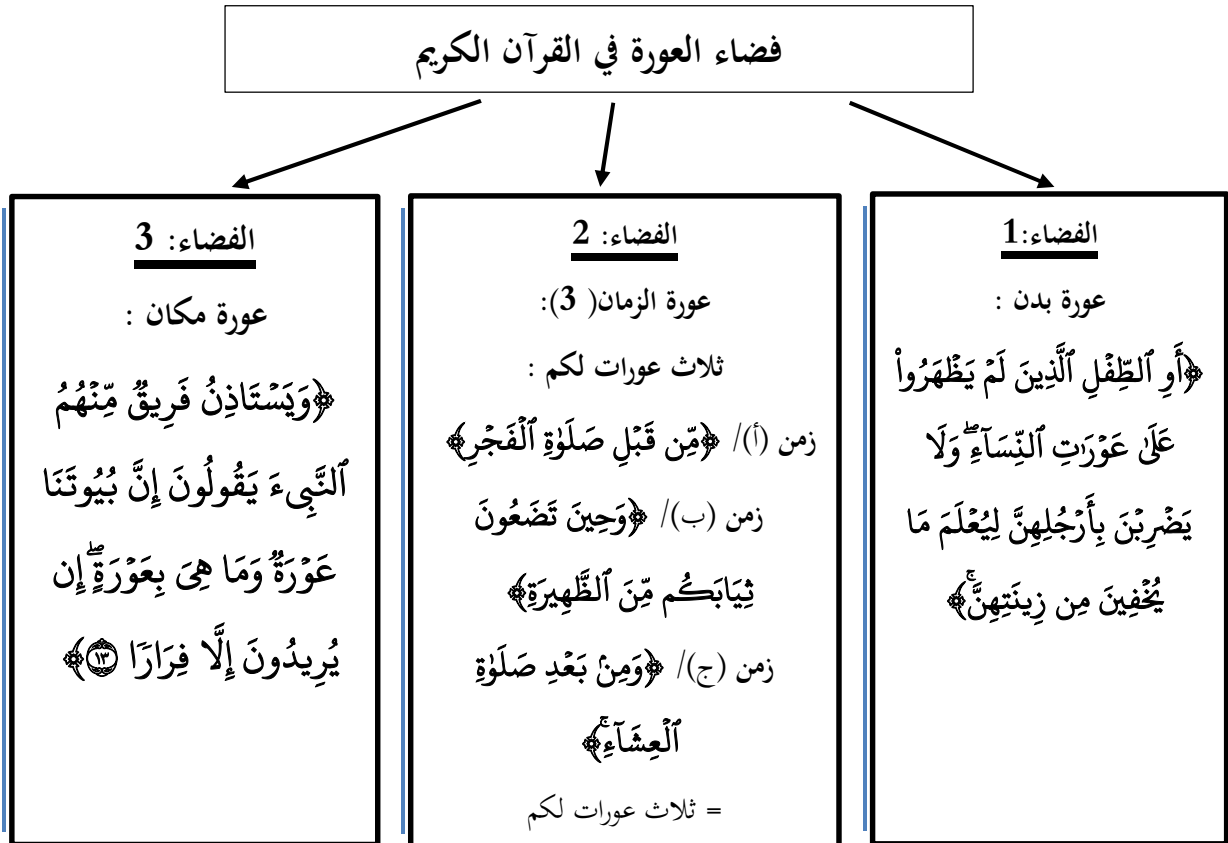 فضاء العورة في القرآن الكريم
الفضاء:1
عورة بدن :
﴿أَوِ ٱلطِّفْلِ ٱلَّذِينَ لَمْ يَظْهَرُواْ
عَلَىٰ عَوْرَٰتِ ٱلنِّسَآءِۖ وَلَا
يَضْرِبْنَ بِأَرْجُلِهِنَّ لِيُعْلَمَ مَا
يُخْفِينَ مِن زِينَتِهِنَّۚ﴾
الفضاء: 2
عورة الزمان( 3):
ثلاث عورات لكم :
زمن (أ)/ ﴿مِّن قَبْلِ صَلَوٰةِ ٱلْفَجْرِ﴾
زمن (ب)/ ﴿وَحِينَ تَضَعُونَ
ثِيَابَكُم مِّنَ ٱلظَّهِيرَةِ﴾
زمن (ج)/ ﴿وَمِنۢ بَعْدِ صَلَوٰةِ
ٱلْعِشَآءِۚ﴾
= ثلاث عورات لكم
الفضاء: 3
عورة مكان :
﴿وَيَسْتَاذِنُ فَرِيقٌ مِّنْهُمُ
ٱلنَّبِىٓءَ يَقُولُونَ إِنَّ بُيُوتَنَا
عَوْرَةٌ وَمَا هِىَ بِعَوْرَةٍۖ إِن
يُرِيدُونَ إِلَّا فِرَارًا ۝١٣﴾